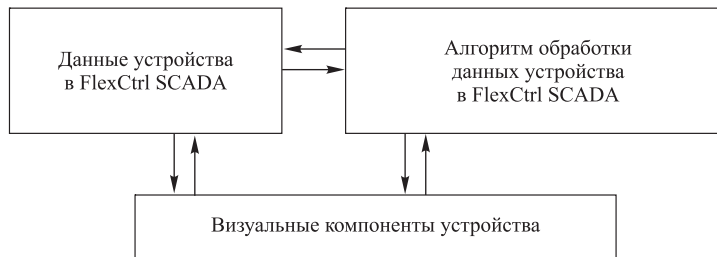 Данные устройства
в FlexCtrl SCADA
Алгоритм обработки
данных устройства
в FlexCtrl SCADA
Визуальные компоненты устройства